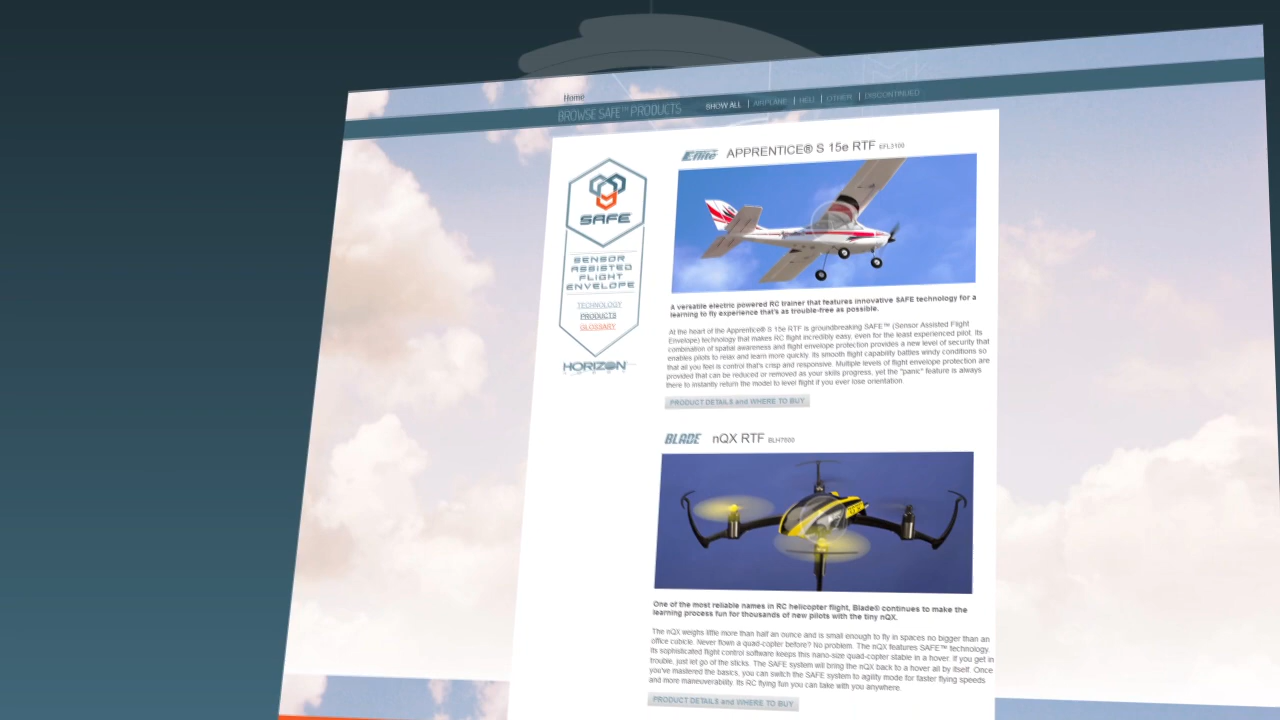 Home
BROWSE SAFE™ PRODUCTS
SHOW ALL | AIRPLANE | HELI | OTHER | DISCONTINUED
E-flite APPRENTICE® S 15e RTF EFL3100
SAFE
SENSOR
ASSISTED
FLIGHT
ENVELOPE
TECHNOLOGY
PRODUCTS
GLOSSARY
HORIZON
A versatile electric powered RC trainer that features innovative SAFE technology for a
learning to fly experience that's as trouble-free as possible.
At the heart of the Apprentice® S 15e RTF is groundbreaking SAFE™ (Sensor Assisted Flight
Envelope) technology that makes RC flight incredibly easy, even for the least experienced pilot. Its
combination of spatial awareness and flight envelope protection provides a new level of security that
enables pilots to relax and learn more quickly. Its smooth flight capability battles windy conditions so
that all you feel is control that's crisp and responsive. Multiple levels of flight envelope protection are
provided that can be reduced or removed as your skills progress, yet the "panic" feature is always
there to instantly return the model to level flight if you ever lose orientation.
PRODUCT DETAILS and WHERE TO BUY
BLADE nQX RTF BLH7600
One of the most reliable names in RC helicopter flight, Blade® continues to make the
learning process fun for thousands of new pilots with the tiny nQX.
The nQX weighs little more than half an ounce and is small enough to fly in spaces no bigger than an
office cubicle. Never flown a quad-copter before? No problem. The nQX features SAFE™ technology.
Its sophisticated flight control software keeps this nano-size quad-copter stable in a hover. If you get in
trouble, just let go of the sticks. The SAFE system will bring the nQX back to a hover all by itself. Once
you've mastered the basics, you can switch the SAFE system to agility mode for faster flying speeds
and more maneuverability. Its RC flying fun you can take with you anywhere.
PRODUCT DETAILS and WHERE TO BUY